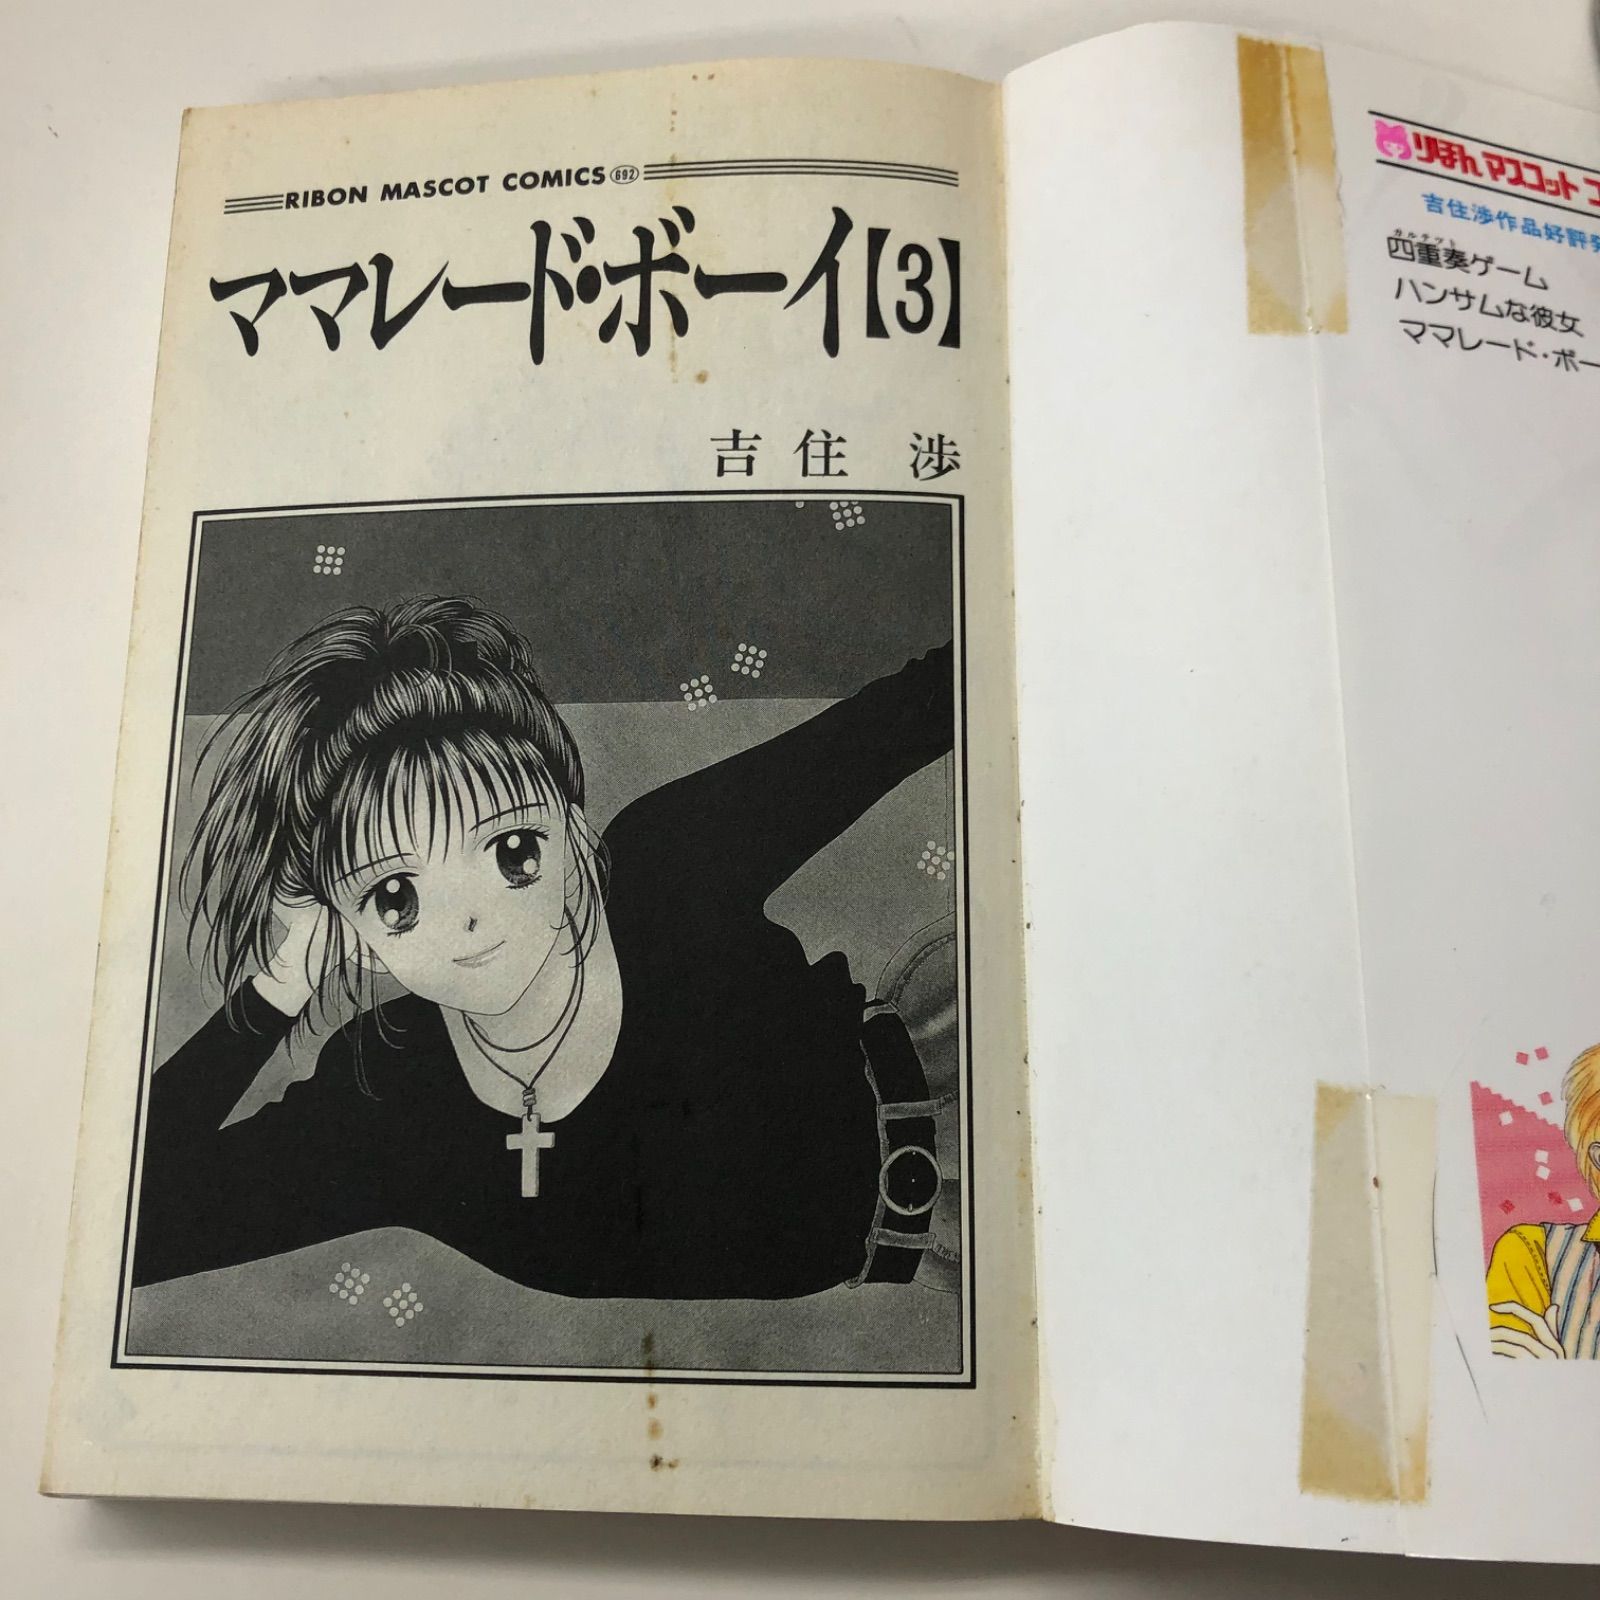 RIBON MASCOT COMICS 692
ママレード・ボーイ【3】
吉住 渉
りぼんマスコット コ
吉住渉作品好評発
カルテット
四重奏ゲーム
ハンサムな彼女
ママレード・ボー